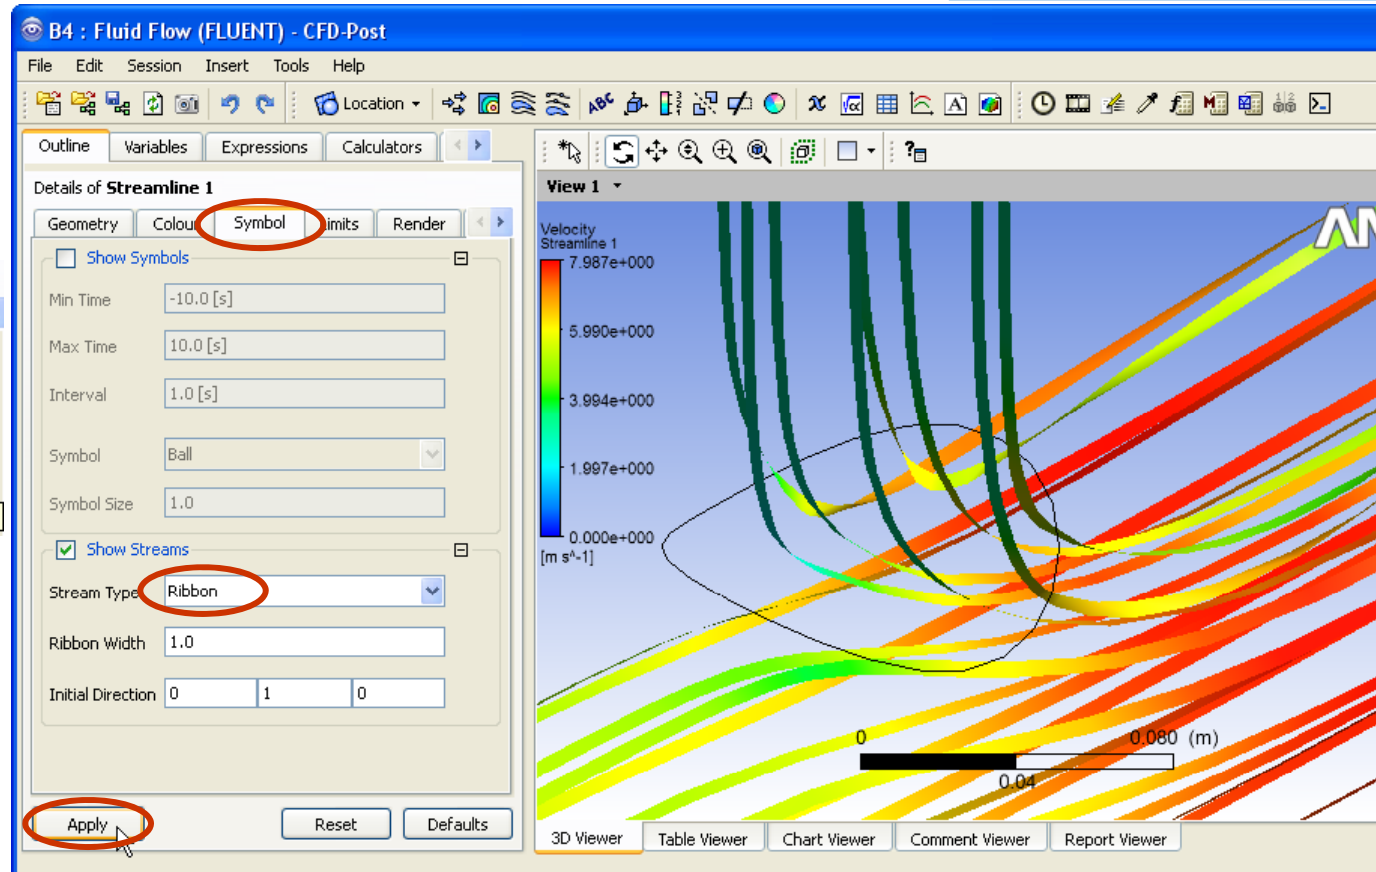 B4 : Fluid Flow (FLUENT) - CFD-Post
File Edit Session Insert Tools Help
Location
Outline Variables Expressions Calculators
Details of Streamline 1
Geometry Colou Symbol imits Render
Show Symbols
Min Time -10.0 [s]
Max Time 10.0 [s]
Interval 1.0 [s]
Symbol Ball
Symbol Size 1.0
Show Streams
Stream Type Ribbon
Ribbon Width 1.0
Initial Direction 0 1 0
Apply Reset Defaults
View 1
AN
Velocity
Streamline 1
7.987e+000
5.990e+000
3.994e+000
1.997e+000
0.000e+000
[m s^-1]
0 0.080 (m)
0.04
3D Viewer Table Viewer Chart Viewer Comment Viewer Report Viewer